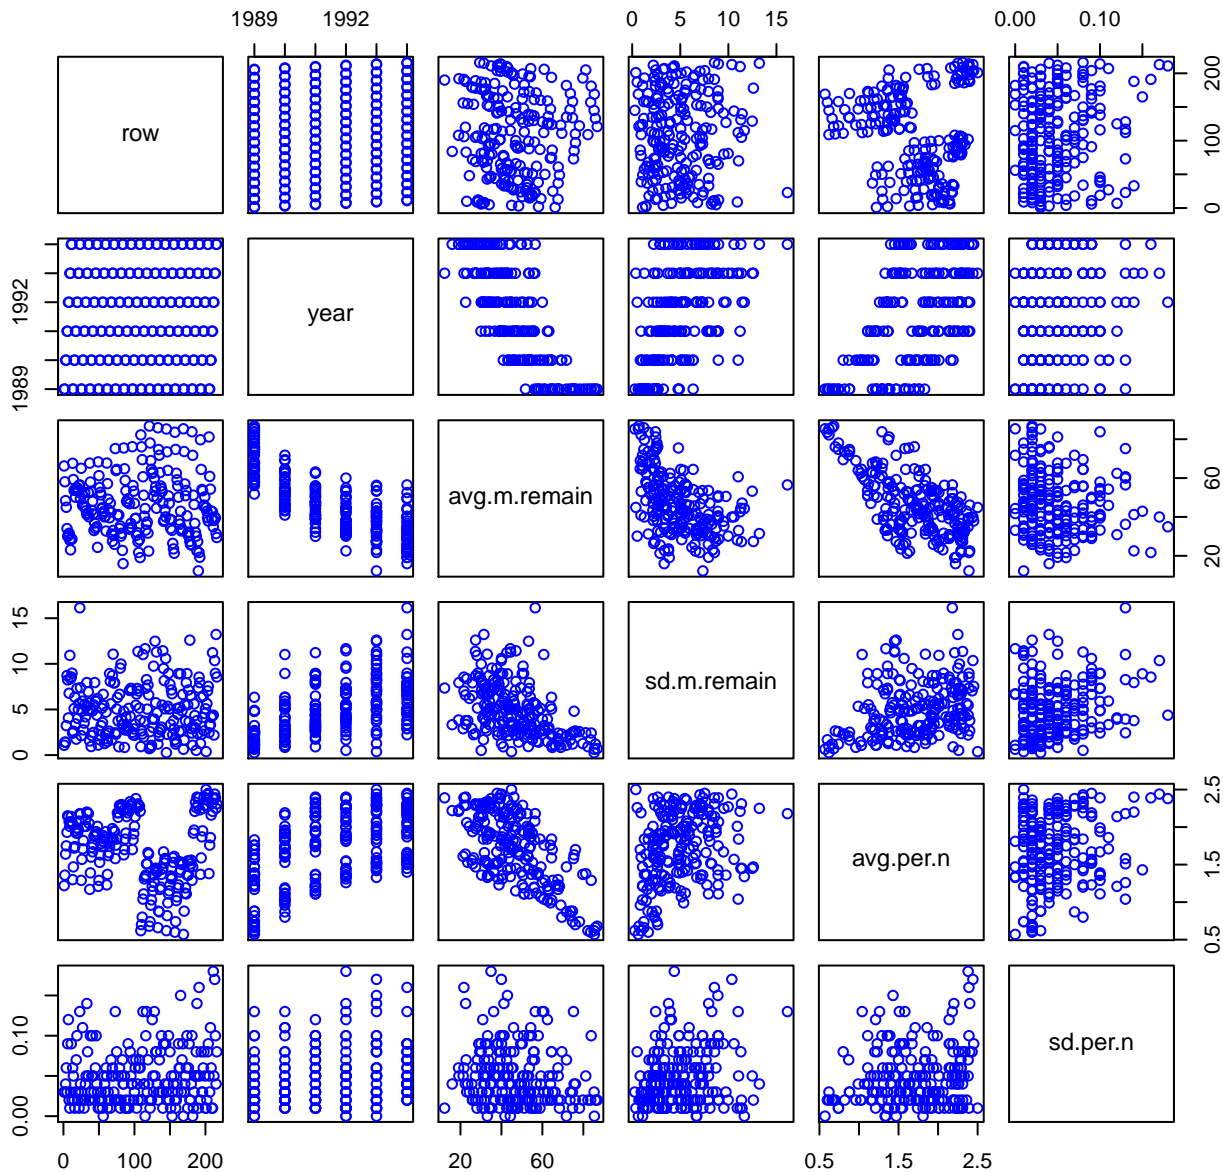 1989 1992 0 5 10 15 0.00 0.10
row 0 100 200
1989 1992 year
avg.m.remain 20 60
0 5 10 15 sd.m.remain
avg.per.n 0.5 1.5 2.5
0.00 0.10 sd.per.n
0 100 200 20 60 0.5 1.5 2.5